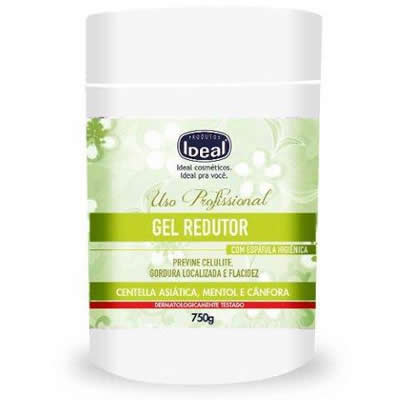 PRODUTOS
Ideal
Ideal cosméticos.
Ideal pra você.
Uso Profissional
GEL REDUTOR
COM ESPÁTULA HIGIÊNICA
PREVINE CELULITE,
GORDURA LOCALIZADA E FLACIDEZ
CENTELLA ASIÁTICA, MENTOL E CÂNFORA
DERMATOLOGICAMENTE TESTADO
750g